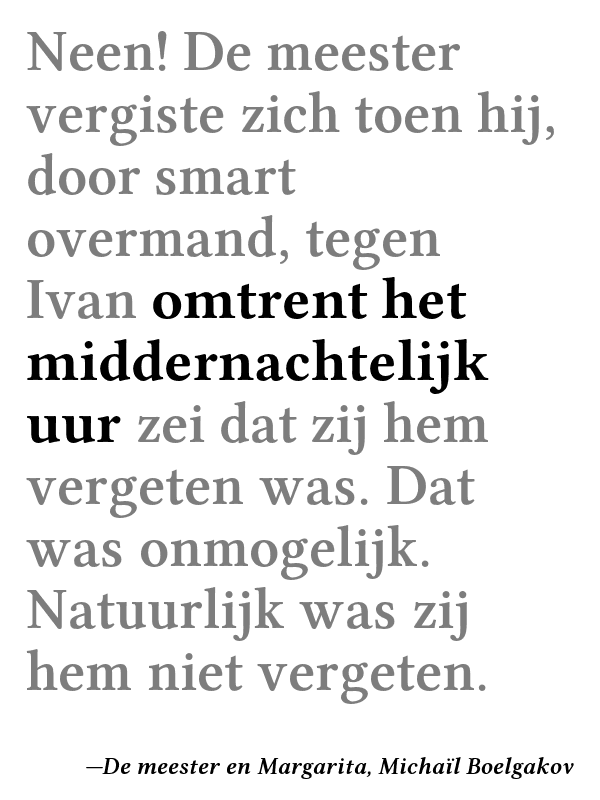 Neen! De meester
vergiste zich toen hij,
door smart
overmand, tegen
Ivan omtrent het
middernachtelijk
uur zei dat zij hem
vergeten was. Dat
was onmogelijk.
Natuurlijk was zij
hem niet vergeten.
—De meester en Margarita, Michaïl Boelgakov